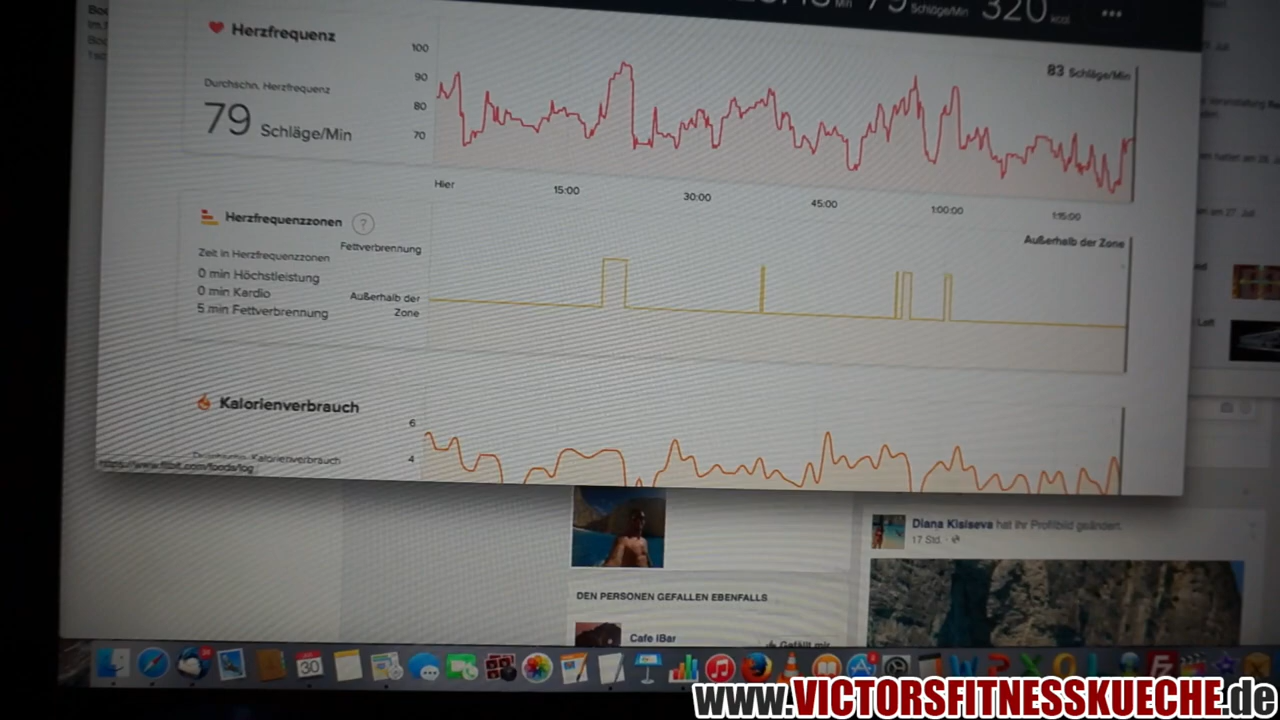 79 Schläge/Min 320 kcal
Herzfrequenz
Durchschn. Herzfrequenz
79 Schläge/Min
100
90
80
70
83 Schläge/Min
Hier 15:00 30:00 45:00 1:00:00 1:15:00
Herzfrequenzzonen ?
Zeit in Herzfrequenzzonen
0 min Höchstleistung
0 min Kardio
5 min Fettverbrennung
Fettverbrennung
Außerhalb der
Zone
Außerhalb der Zone
Kalorienverbrauch
Kalorienverbrauch
6
4
https://www.fitbit.com/foods/log
Diana Kisiseva hat ihr Profilbild geändert.
17 Std.
DEN PERSONEN GEFALLEN EBENFALLS
Cafe IBar
Gefällt mir
30
www.VICTORSFITNESSKUECHE.de